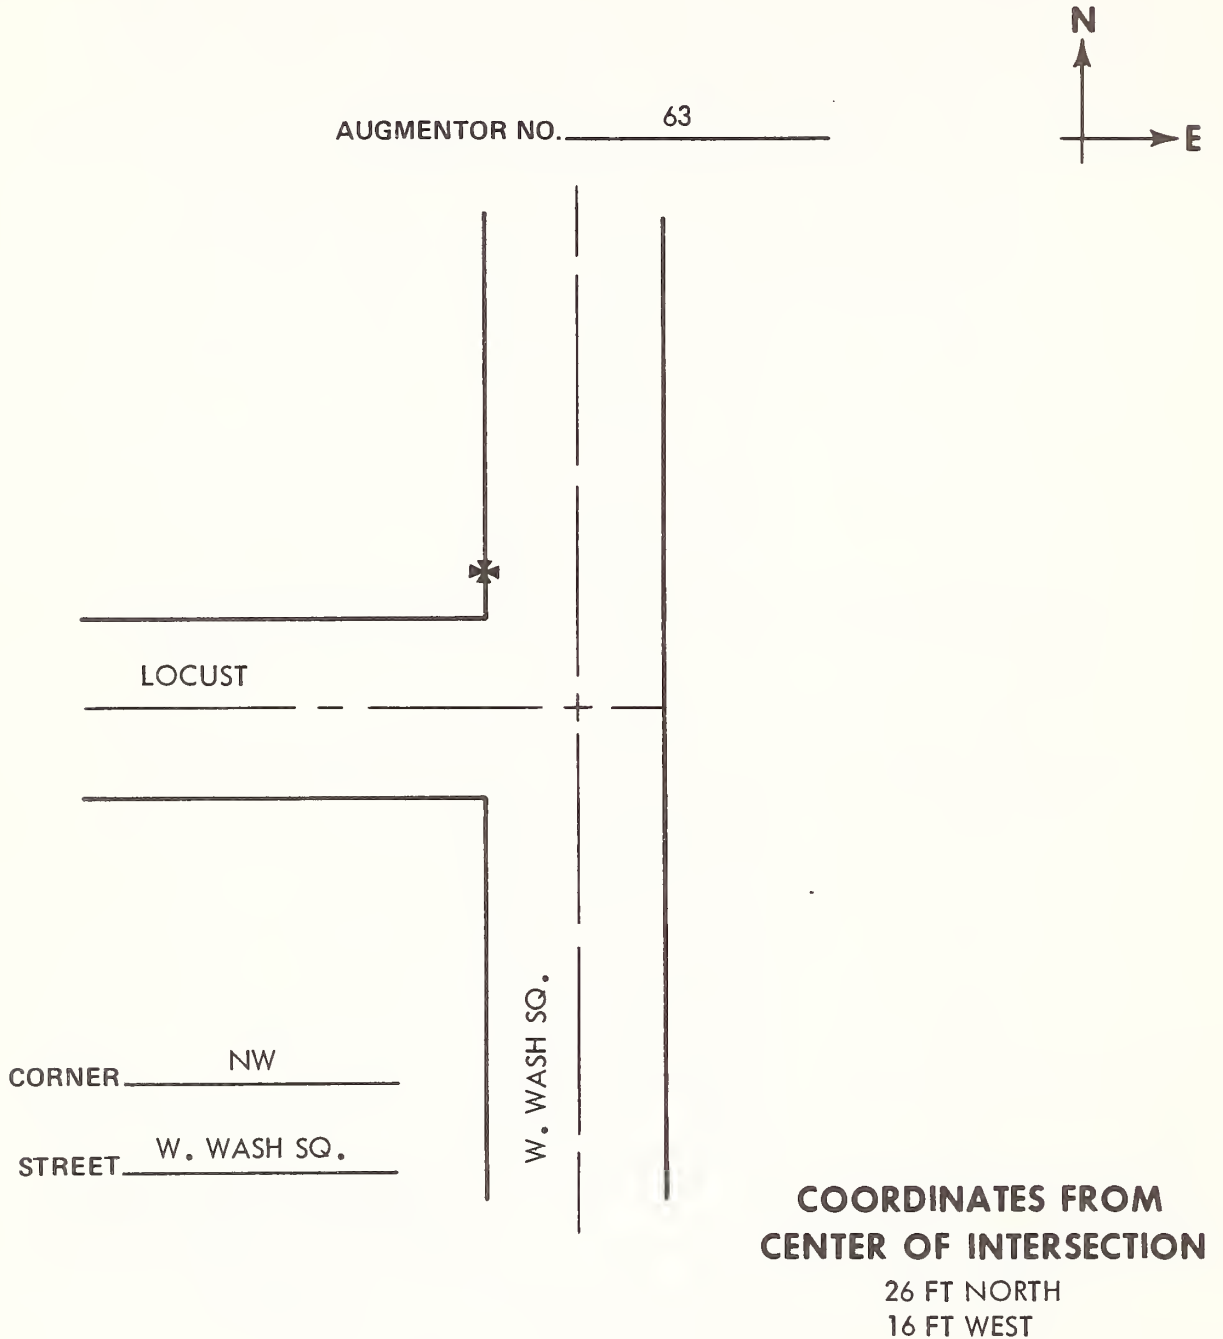 N
AUGMENTOR NO. 63
E
LOCUST
W. WASH SQ.
CORNER NW
STREET W. WASH SQ.
COORDINATES FROM
CENTER OF INTERSECTION
26 FT NORTH
16 FT WEST